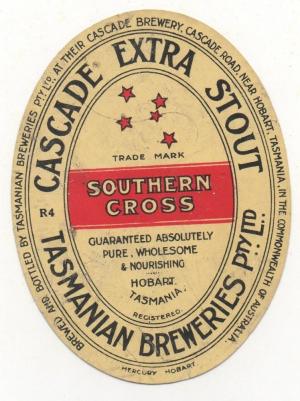 BREWED AND BOTTLED BY TASMANIAN BREWERIES PTY. LTD. AT THEIR CASCADE BREWERY, CASCADE ROAD, NEAR HOBART, TASMANIA, IN THE COMMONWEALTH OF AUSTRALIA.
CASCADE EXTRA STOUT
TRADE MARK
SOUTHERN
CROSS
R4
GUARANTEED ABSOLUTELY
PURE, WHOLESOME
& NOURISHING
HOBART.
TASMANIA.
REGISTERED.
TASMANIAN BREWERIES PTY. LTD.
MERCURY HOBART.